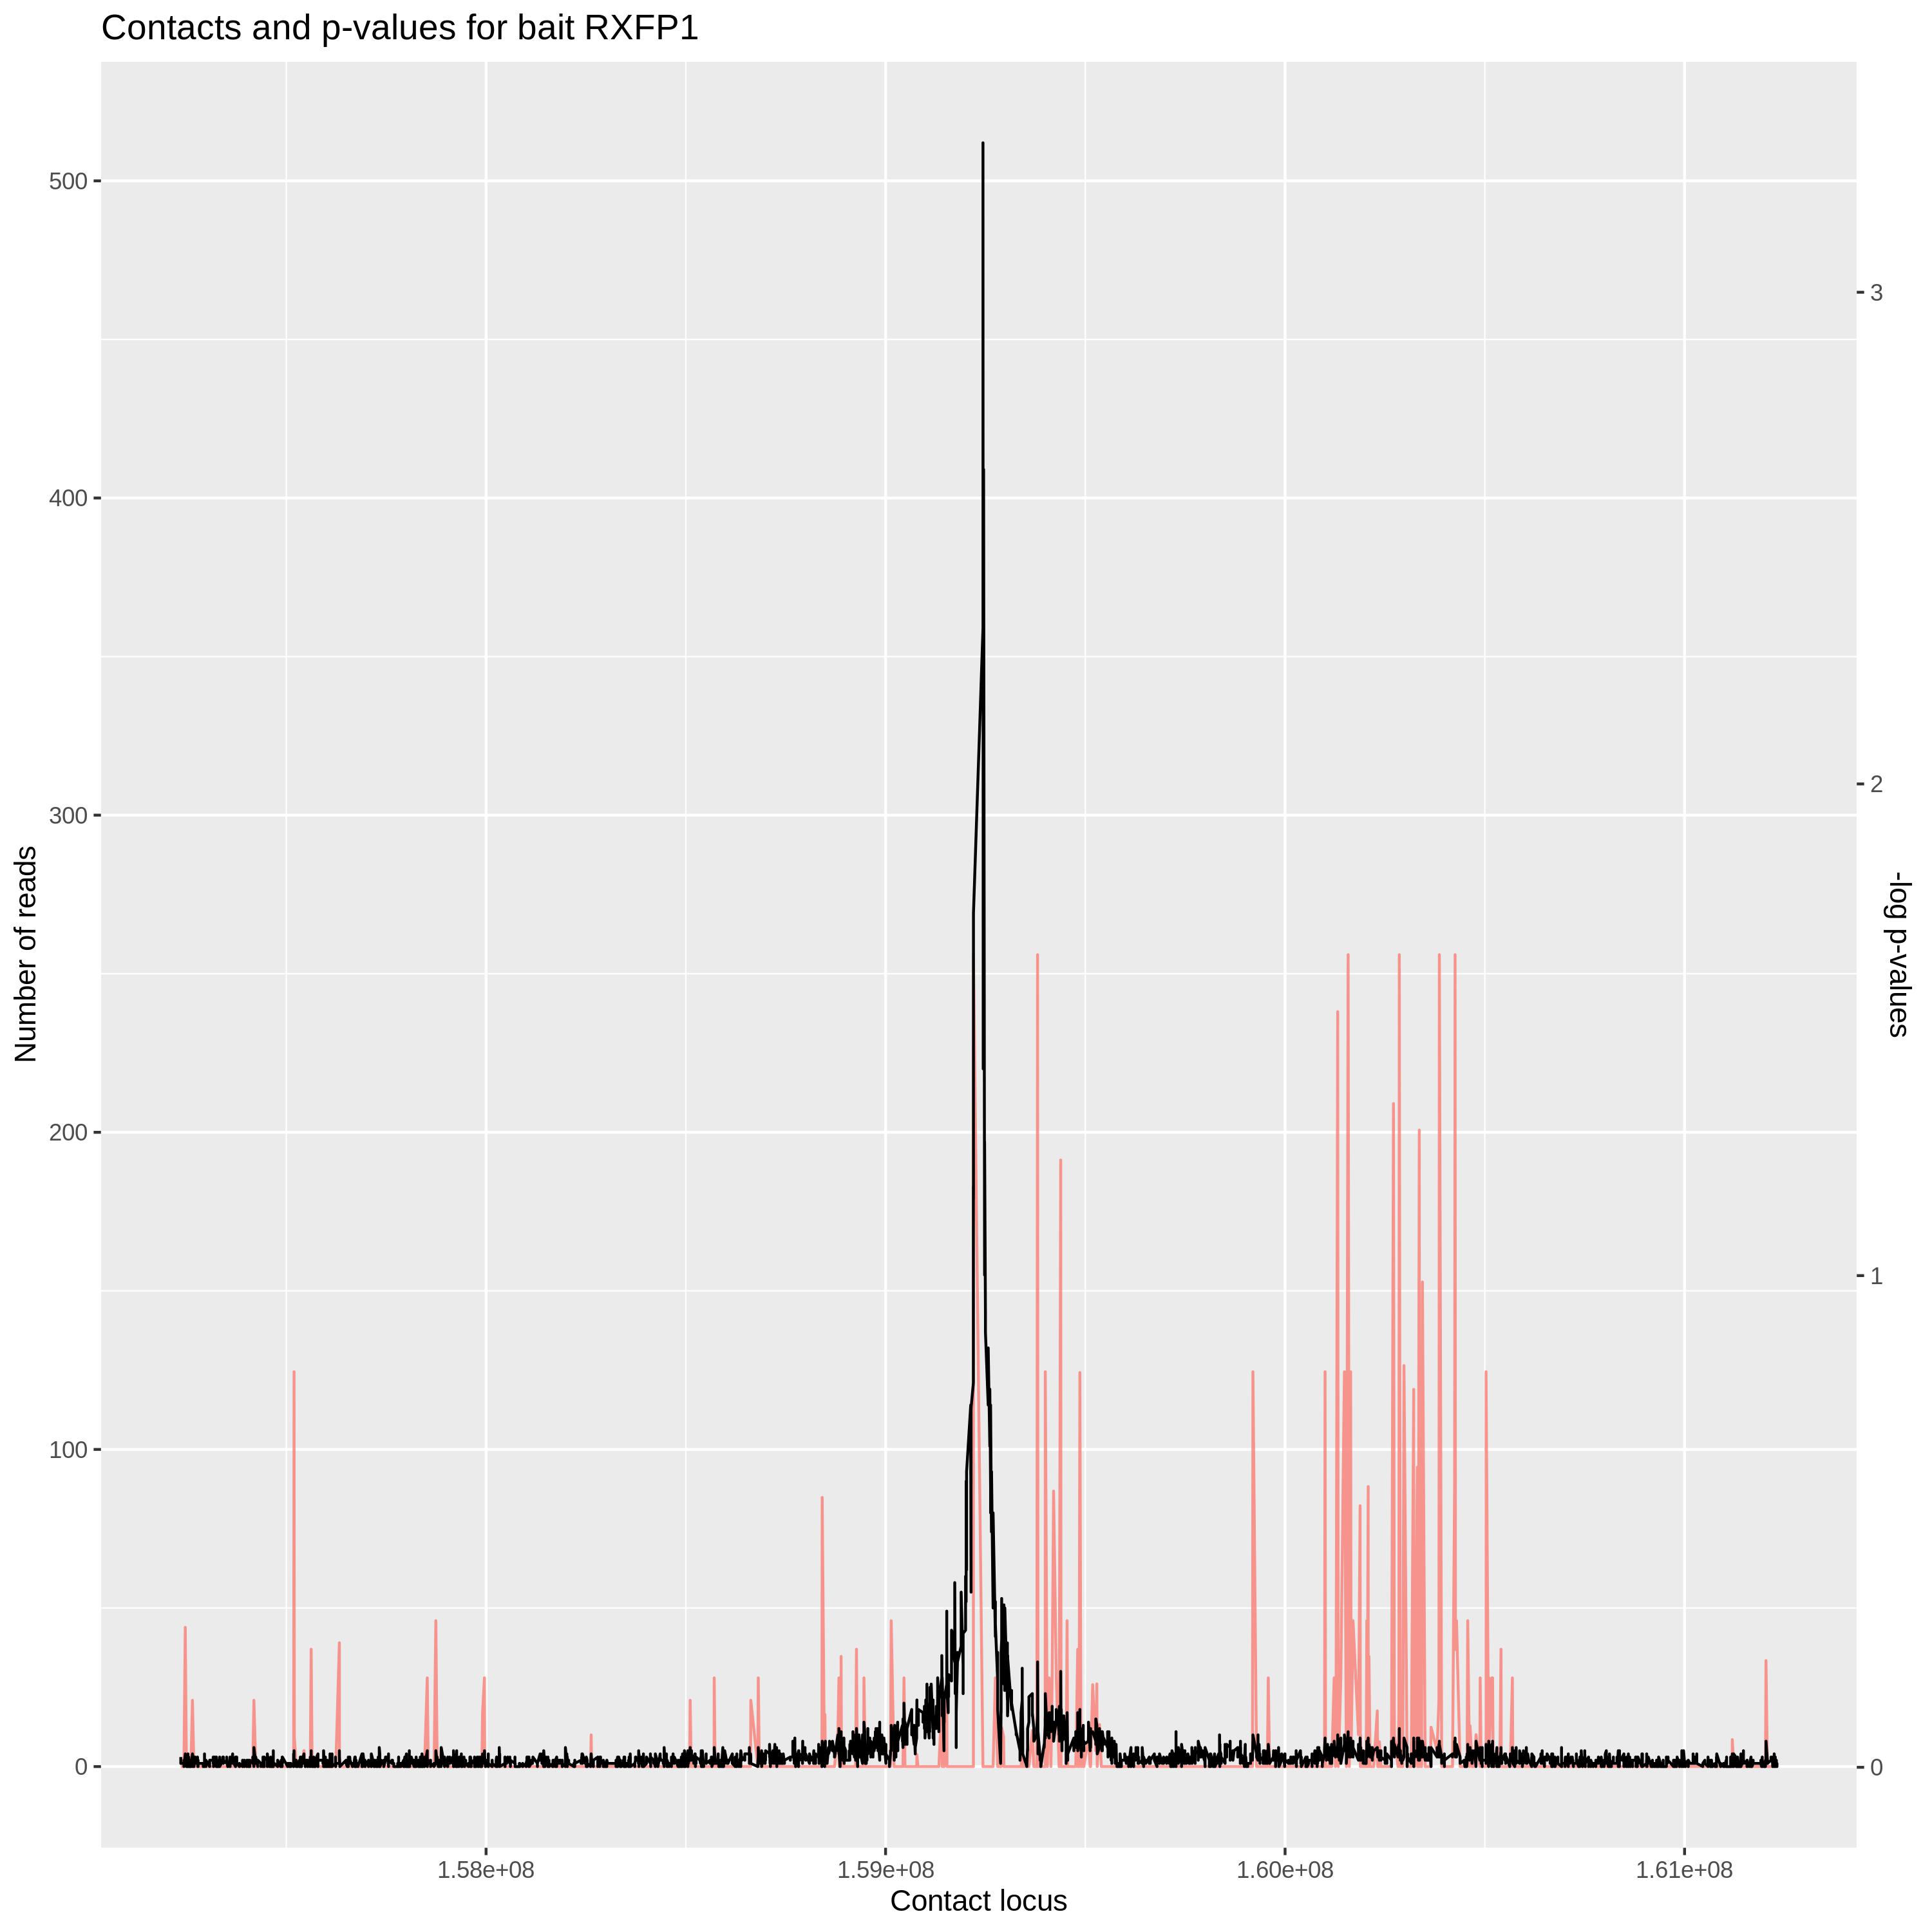 Contacts and p-values for bait RXFP1
500
400
300
200
100
0
Number of reads
3
2
1
0
-log p-values
1.58e+08
1.59e+08
1.60e+08
1.61e+08
Contact locus